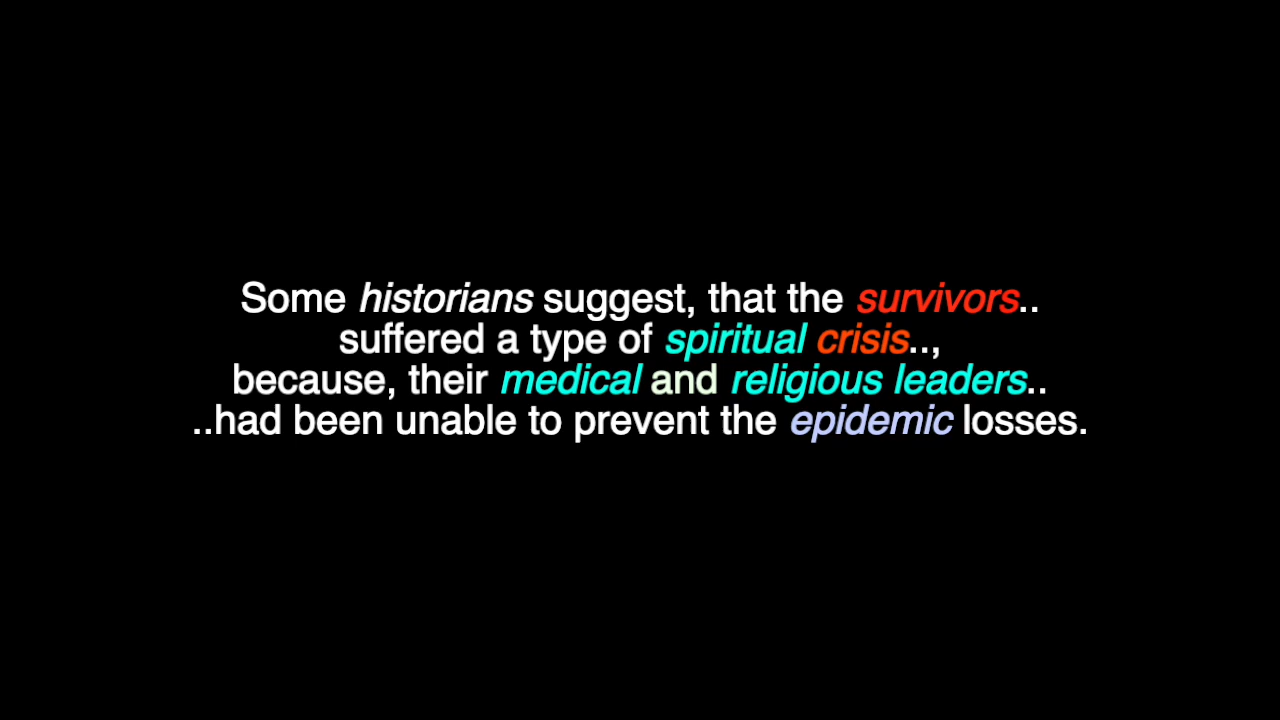 Some historians suggest, that the survivors..
suffered a type of spiritual crisis..,
because, their medical and religious leaders..
..had been unable to prevent the epidemic losses.